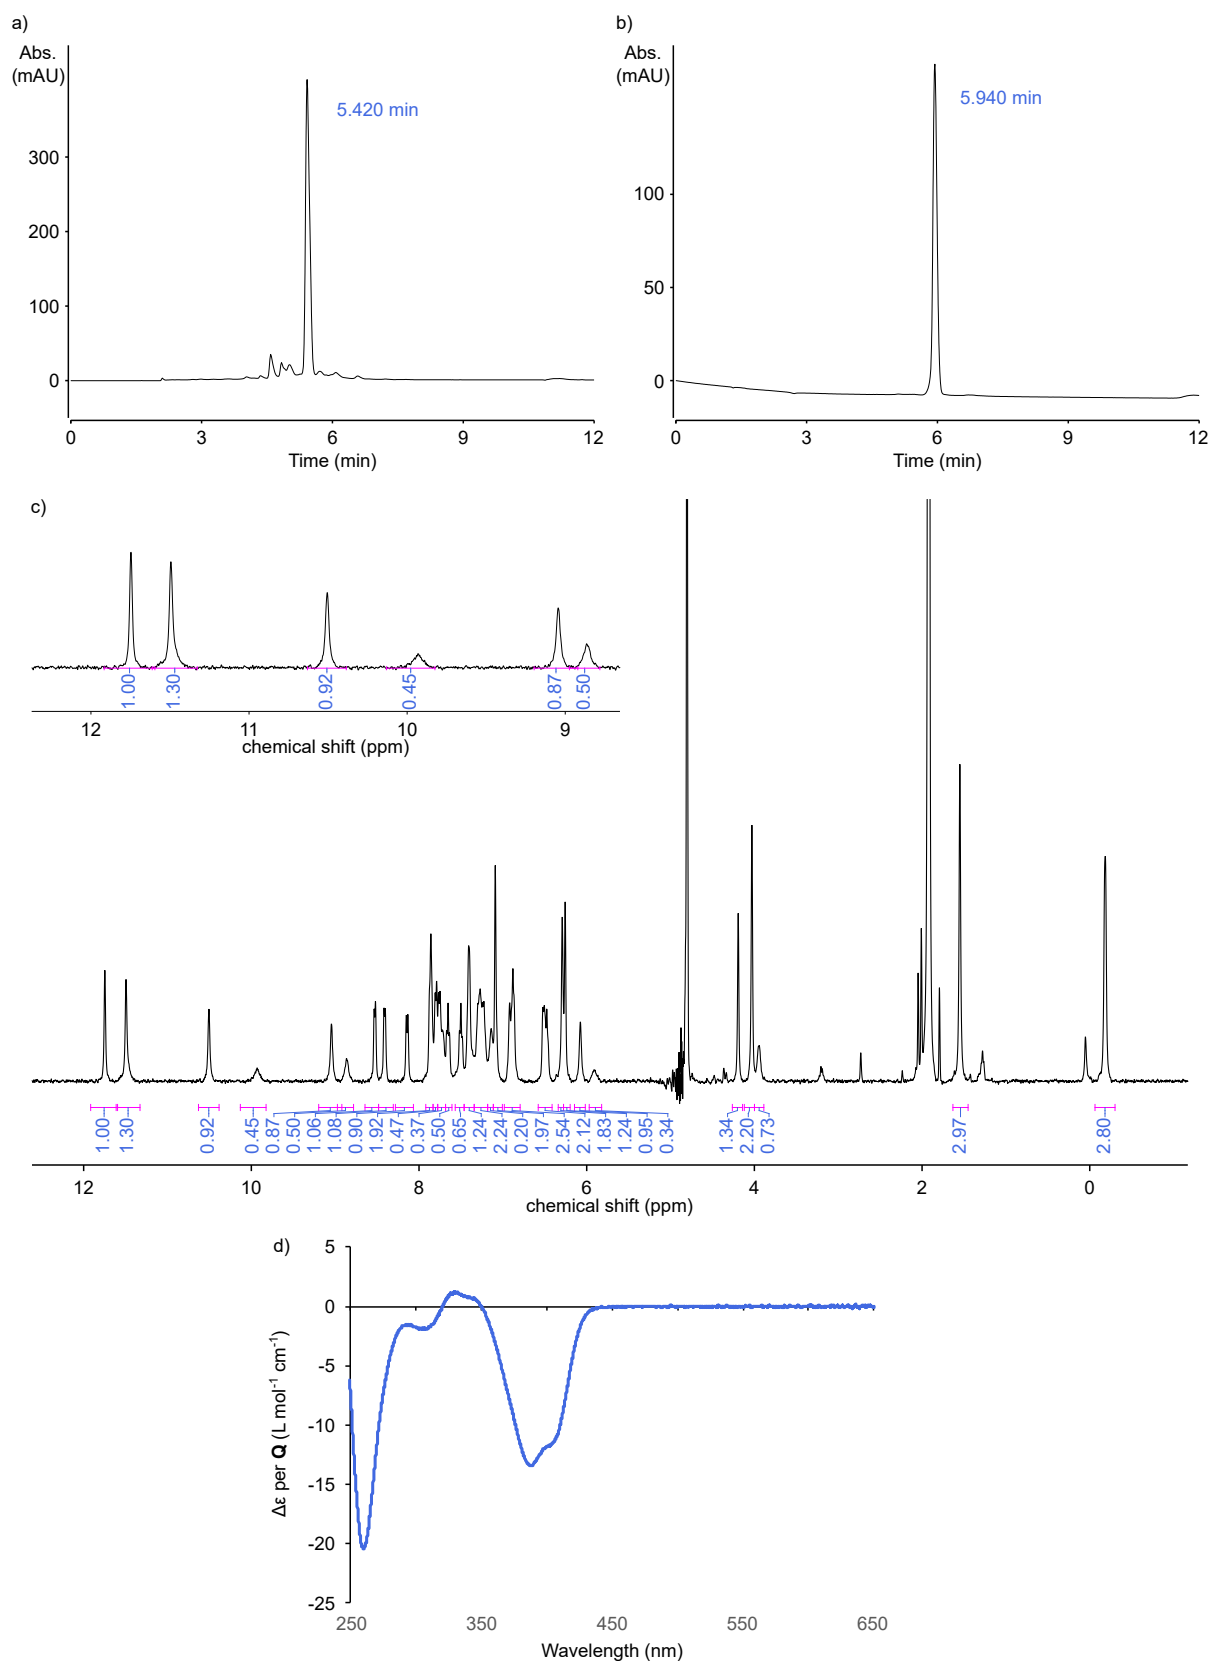 a)
Abs.
(mAU)
5.420 min
300
200
100
0
0 3 6 9 12
Time (min)
b)
Abs.
(mAU)
5.940 min
100
50
0
0 3 6 9 12
Time (min)
c)
1.00 1.30 0.92 0.45 0.87 0.50
12 11 10 9
chemical shift (ppm)
1.00 1.30 0.92 0.45 0.87 0.50 1.06 1.08 0.90 1.92 0.47 0.37 0.50 0.65 1.24 2.24 0.20 1.97 2.54 2.12 1.83 1.24 0.95 0.34 1.34 2.20 0.73 2.97 2.80
12 10 8 6 4 2 0
chemical shift (ppm)
d)
5
0
-5
-10
-15
-20
-25
Δε per Q (L mol⁻¹ cm⁻¹)
250 350 450 550 650
Wavelength (nm)